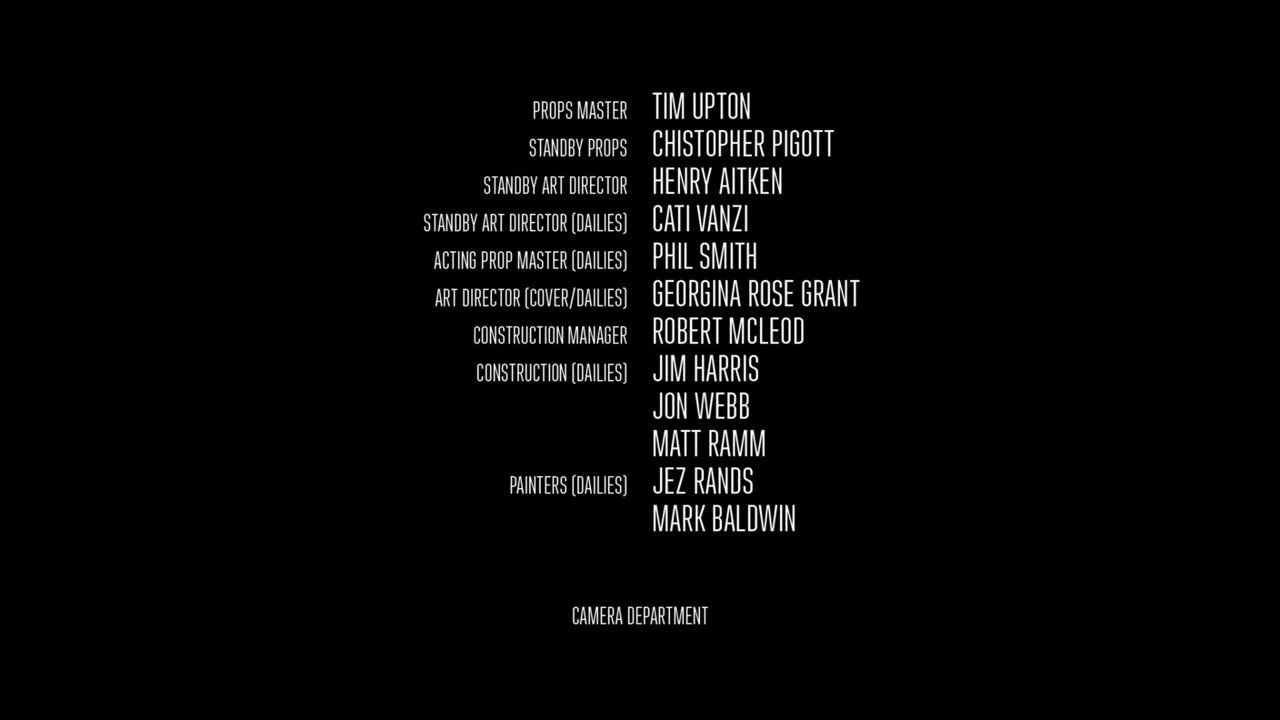 PROPS MASTER TIM UPTON
STANDBY PROPS CHISTOPHER PIGOTT
STANDBY ART DIRECTOR HENRY AITKEN
STANDBY ART DIRECTOR (DAILIES) CATI VANZI
ACTING PROP MASTER (DAILIES) PHIL SMITH
ART DIRECTOR (COVER/DAILIES) GEORGINA ROSE GRANT
CONSTRUCTION MANAGER ROBERT MCLEOD
CONSTRUCTION (DAILIES) JIM HARRIS
JON WEBB
MATT RAMM
PAINTERS (DAILIES) JEZ RANDS
MARK BALDWIN
CAMERA DEPARTMENT